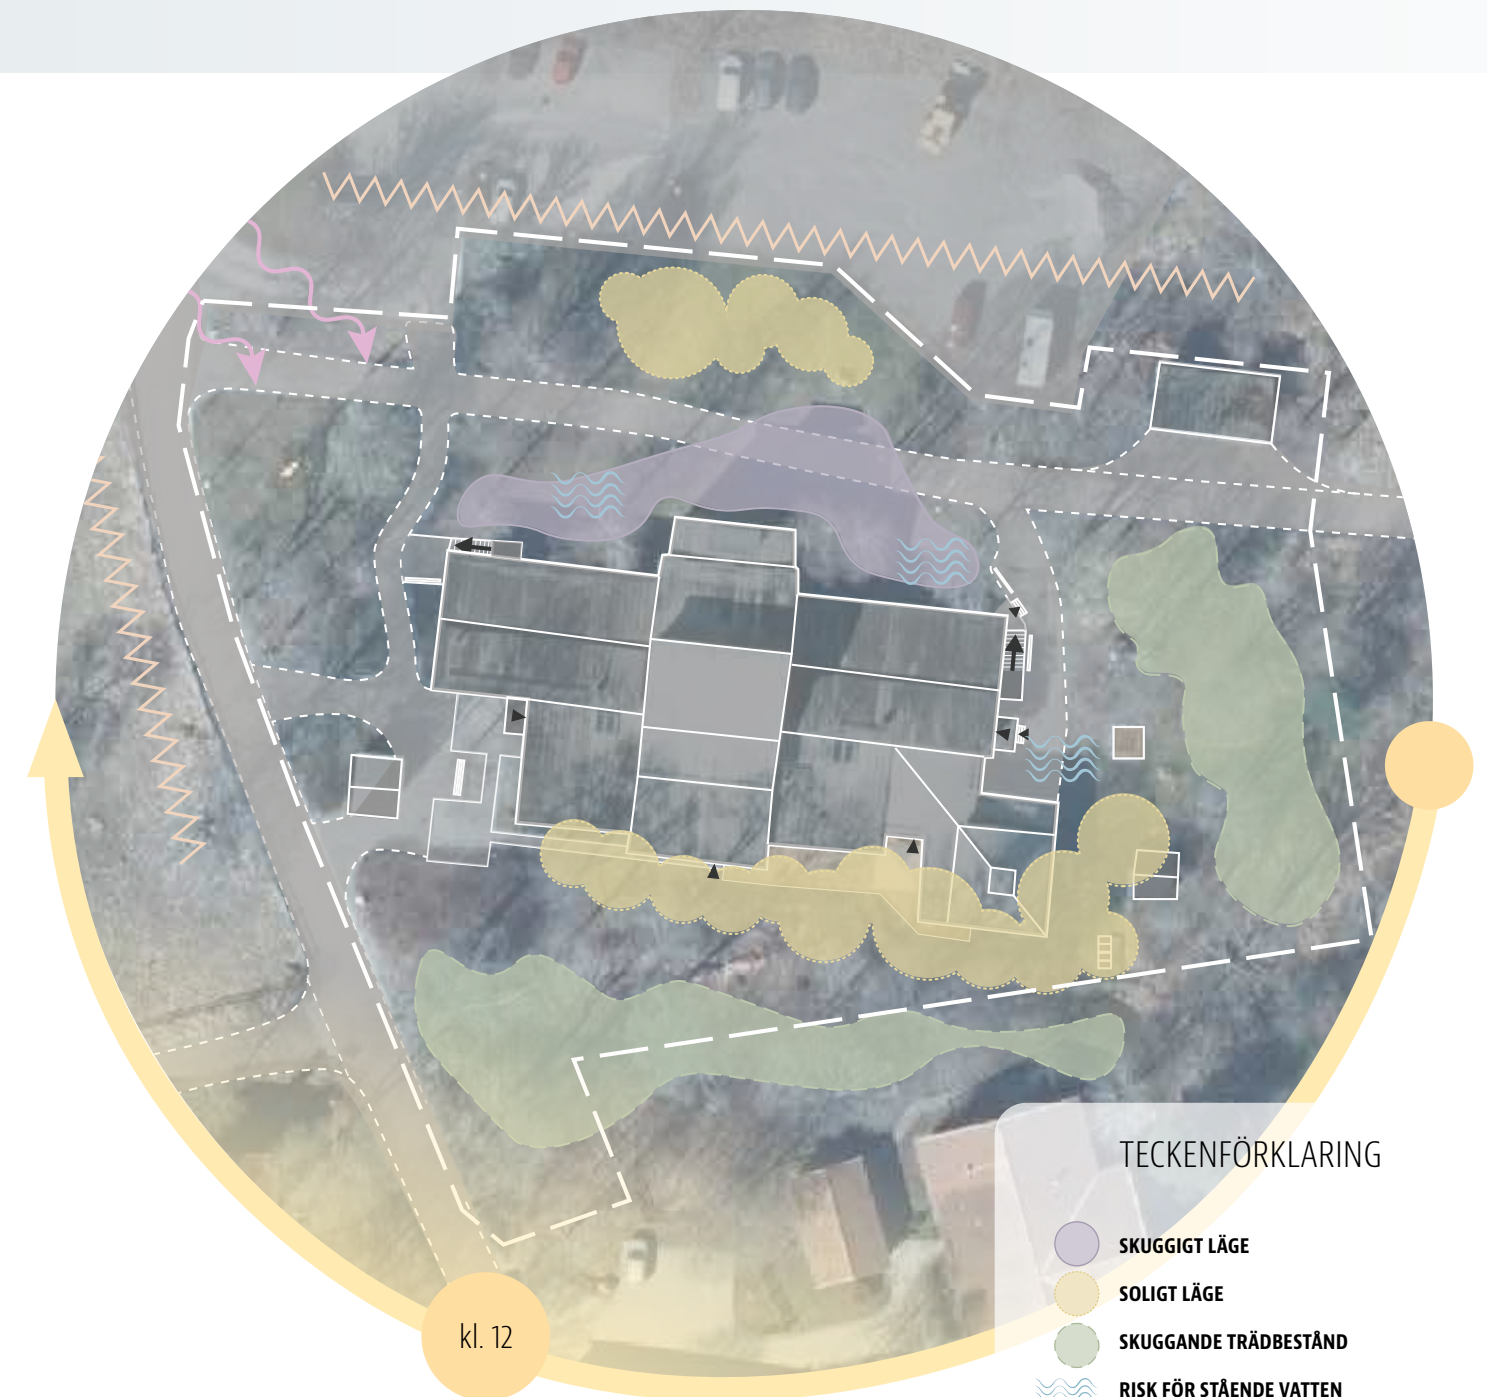 TECKENFÖRKLARING
SKUGGIGT LÄGE
SOLIGT LÄGE
kl. 12
SKUGGANDE TRÄDBESTÅND
RISK FÖR STÅENDE VATTEN